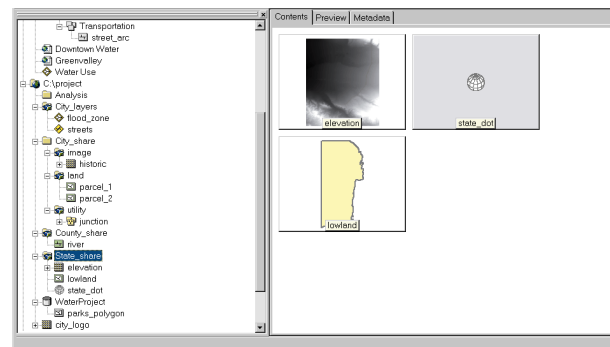 Transportation
street_arc
Downtown Water
Greenvalley
Water Use
C:\project
Analysis
City_layers
flood_zone
streets
City_share
image
historic
land
parcel_1
parcel_2
utility
junction
County_share
river
State_share
elevation
lowland
state_dot
WaterProject
parks_polygon
city_logo
Contents Preview Metadata
elevation
state_dot
lowland